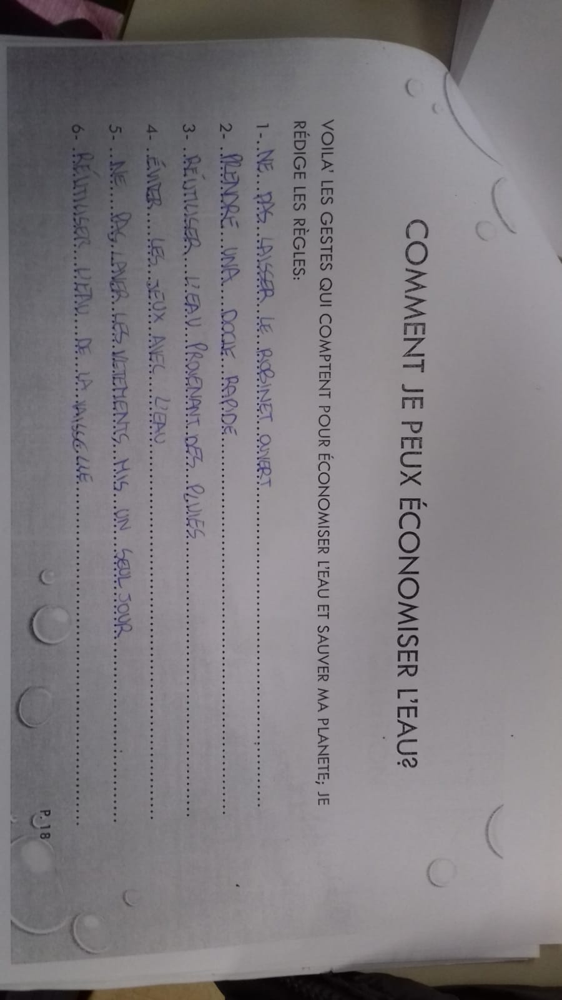 COMMENT JE PEUX ÉCONOMISER L'EAU?
VOILA' LES GESTES QUI COMPTENT POUR ÉCONOMISER L'EAU ET SAUVER MA PLANETE, JE
RÉDIGE LES RÈGLES:
1- NE PAS LAISSER LE ROBINET OUVERT
2- PRENDRE UNA DOCHE RAPIDE
3- RÉUTILISER L'EAU PROVENANT DES PLUIES
4- ÉVITER LES JEUX AVEC L'EAU
5- NE PAS LAVER LES VETEMENTS MIS UN SEUL JOUR
6- RÉUTILISER L'EAU DE LA VAISSELLE
P. 18